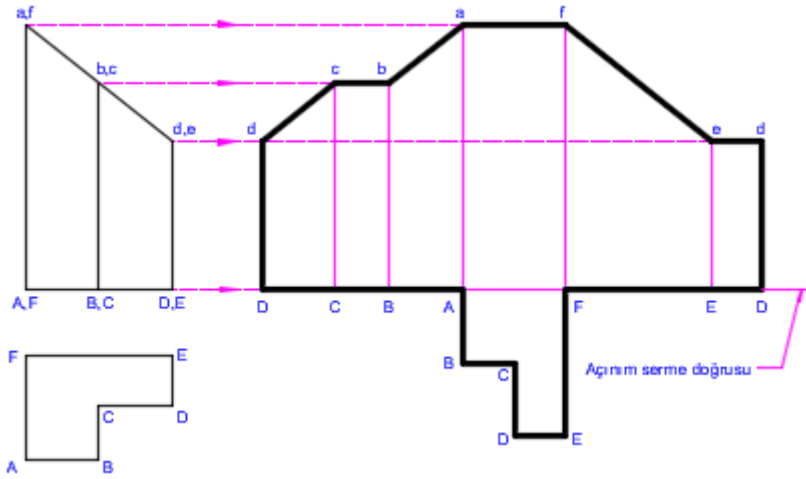 a,f
a f
b,c
c b
d,e
d
e d
A,F B,C D,E
D C B A F E D
F E
B C
Açınım serme doğrusu
C D
D E
A B